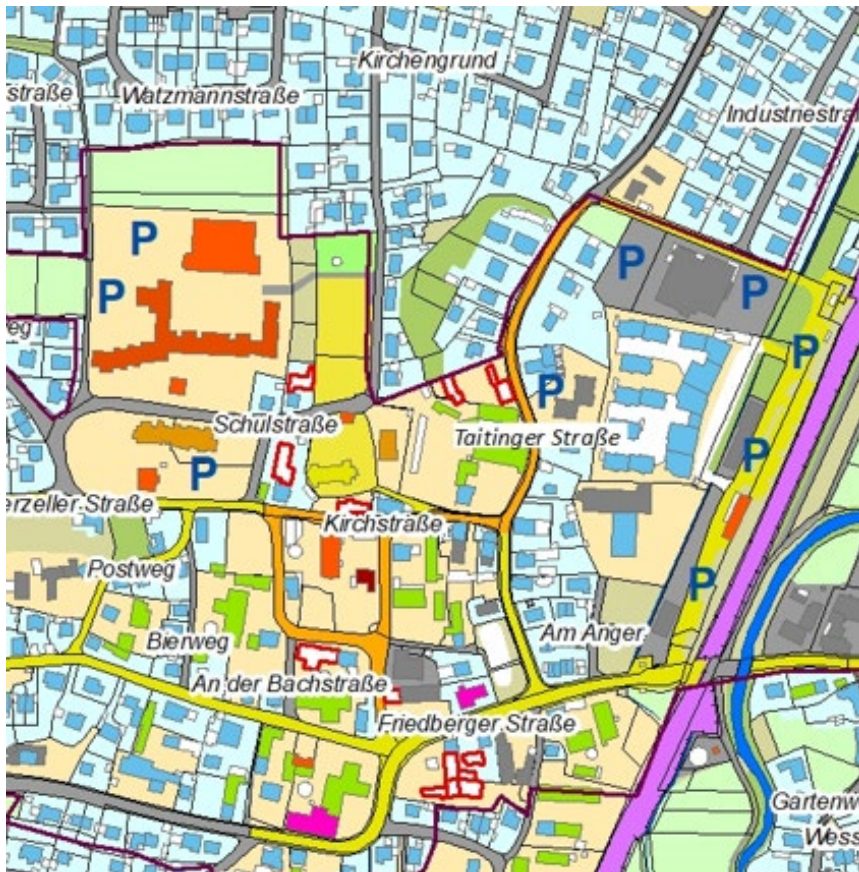 Kirchengrund
straße
Watzmannstraße
Industriestra
P
P
P
P
eg
P
P
Schulstraße
Taitinger Straße
P
P
erzeller Straße
Kirchstraße
Postweg
P
Bierweg
Am Anger
An der Bachstraße
Friedberger Straße
Gartenw
Wess